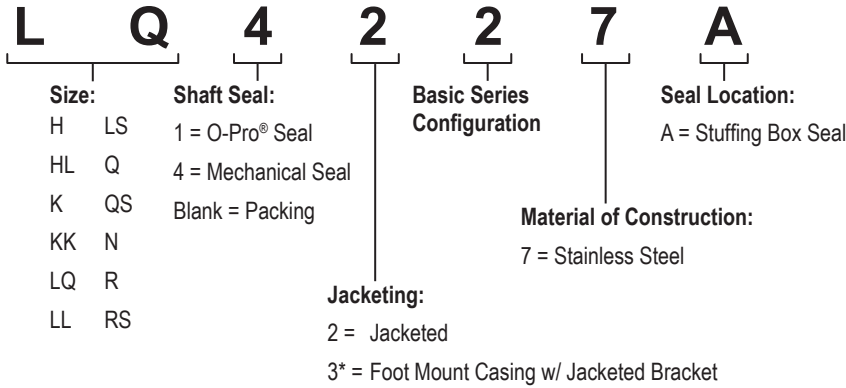 L Q 4 2 2 7 A
Size:
H LS
HL Q
K QS
KK N
LQ R
LL RS
Shaft Seal:
1 = O-Pro® Seal
4 = Mechanical Seal
Blank = Packing
Jacketing:
2 = Jacketed
3* = Foot Mount Casing w/ Jacketed Bracket
Basic Series
Configuration
Material of Construction:
7 = Stainless Steel
Seal Location:
A = Stuffing Box Seal